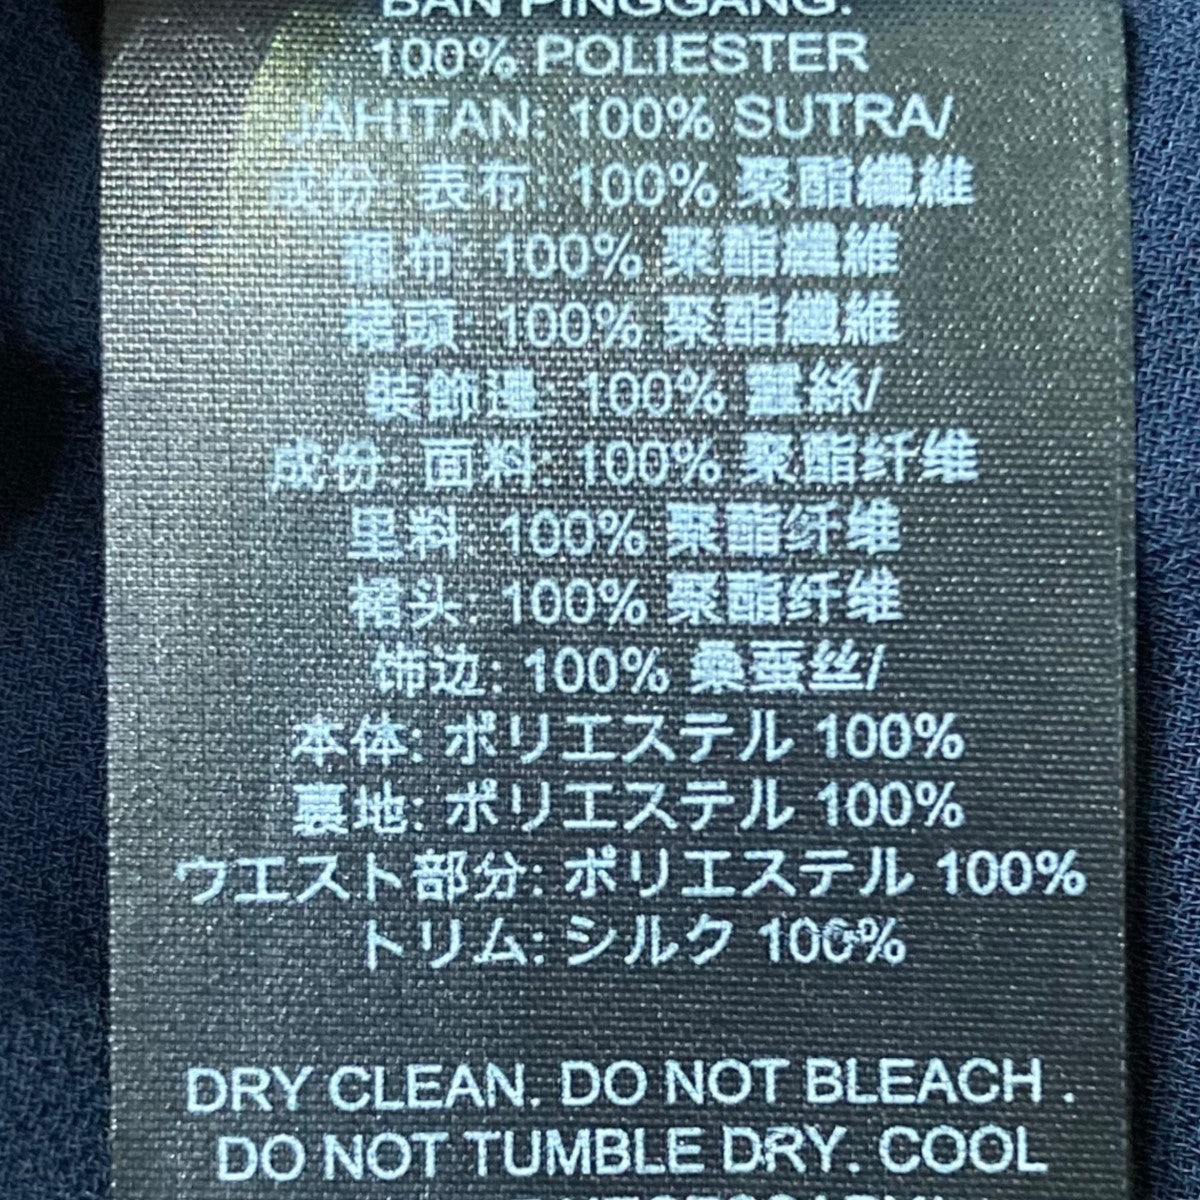 BAN PINGGANG:
100% POLIESTER
JAHITAN: 100% SUTRA/
成份: 表布: 100% 聚酯纖維
裡布: 100% 聚酯纖維
裙頭: 100% 聚酯纖維
裝飾邊: 100% 蠶絲/
成份: 面料: 100% 聚酯纤维
里料: 100% 聚酯纤维
裙头: 100% 聚酯纤维
饰边: 100% 桑蚕丝/
本体: ポリエステル 100%
裏地: ポリエステル 100%
ウエスト部分: ポリエステル 100%
トリム: シルク 100%
DRY CLEAN. DO NOT BLEACH .
DO NOT TUMBLE DRY. COOL